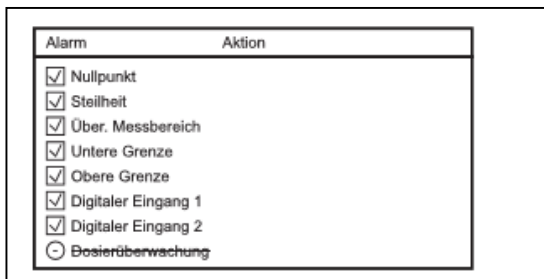 Alarm Aktion
Nullpunkt
Steilheit
Über. Messbereich
Untere Grenze
Obere Grenze
Digitaler Eingang 1
Digitaler Eingang 2
Dosierüberwachung